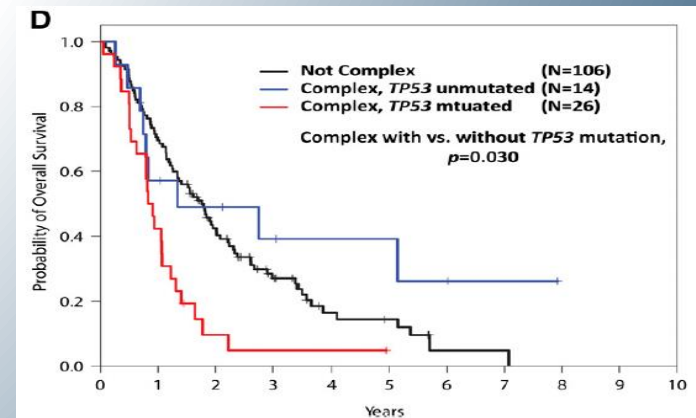 D
Not Complex (N=106)
Complex, TP53 unmutated (N=14)
Complex, TP53 mtuated (N=26)
Complex with vs. without TP53 mutation,
p=0.030
Probability of Overall Survival
1.0
0.8
0.6
0.4
0.2
0.0
0 1 2 3 4 5 6 7 8 9 10
Years